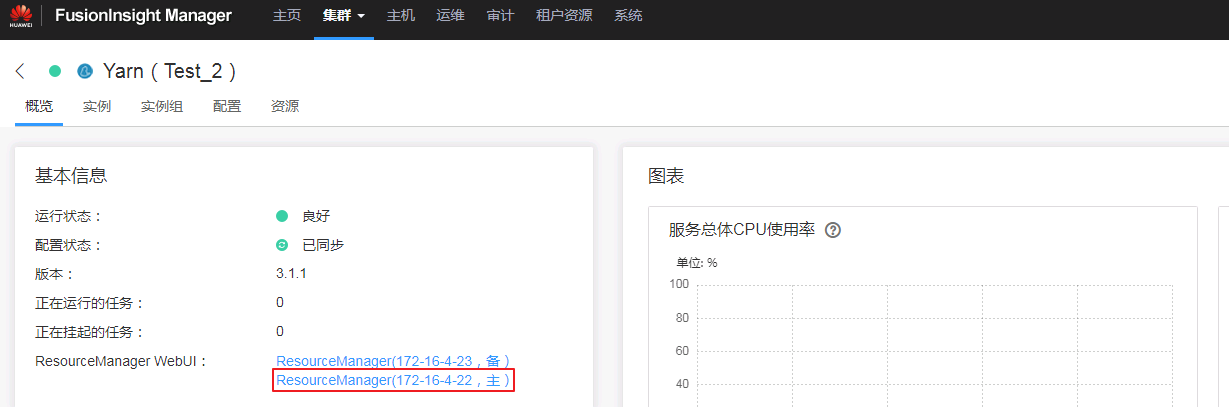 HUAWEI
FusionInsight Manager 主页 集群 主机 运维 审计 租户资源 系统
Yarn（Test_2）
概览 实例 实例组 配置 资源
基本信息
运行状态： 良好
配置状态： 已同步
版本： 3.1.1
正在运行的任务： 0
正在挂起的任务： 0
ResourceManager WebUI： ResourceManager(172-16-4-23，备）
ResourceManager(172-16-4-22，主）
图表
服务总体CPU使用率 ?
单位: %
100
80
60
40